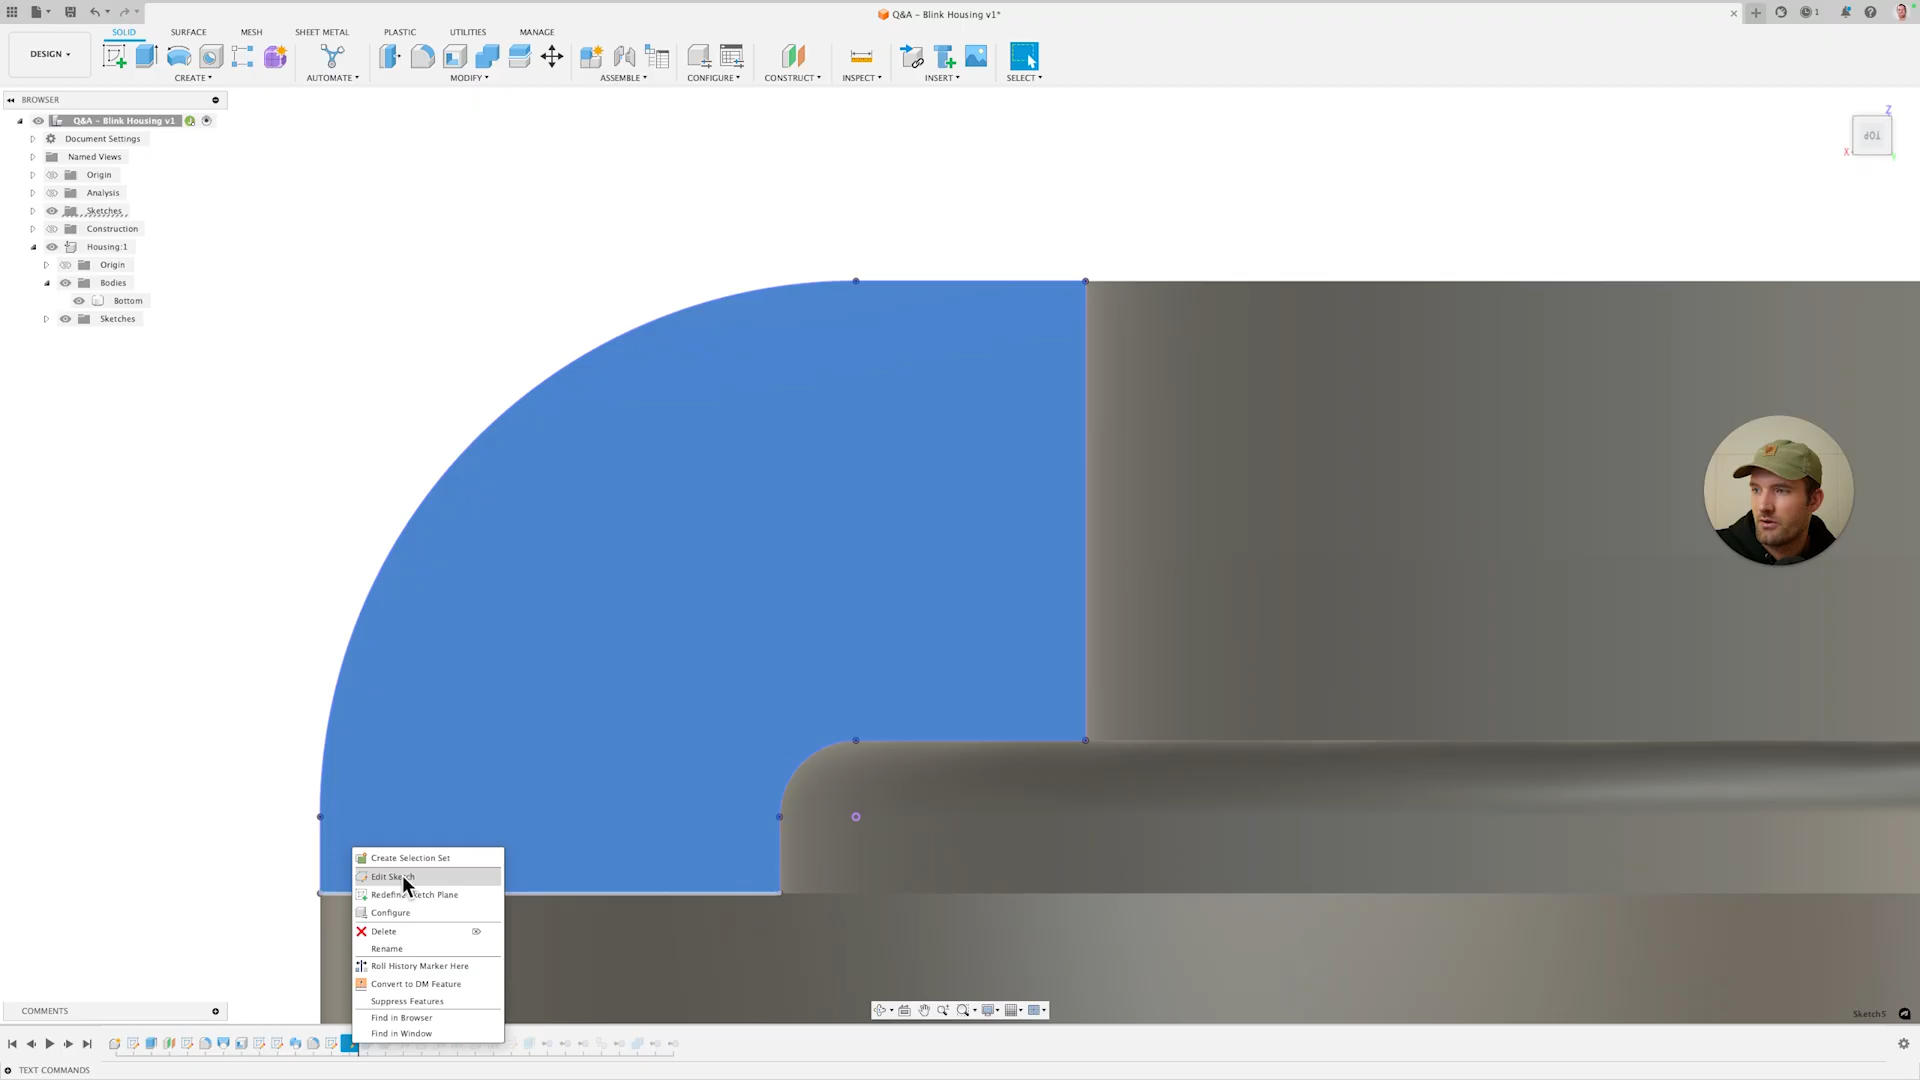 Q&A – Blink Housing v1*
1
DESIGN
SOLID
SURFACE
MESH
SHEET METAL
PLASTIC
UTILITIES
MANAGE
CREATE
AUTOMATE
MODIFY
ASSEMBLE
CONFIGURE
CONSTRUCT
INSPECT
INSERT
SELECT
BROWSER
Q&A – Blink Housing v1
Document Settings
Named Views
Origin
Analysis
Sketches
Construction
Housing:1
Origin
Bodies
Bottom
Sketches
Z
TOP
X
Create Selection Set
Edit Sketch
Redefine Sketch Plane
Configure
Delete
Rename
Roll History Marker Here
Convert to DM Feature
Suppress Features
Find in Browser
Find in Window
COMMENTS
Sketch5
TEXT COMMANDS